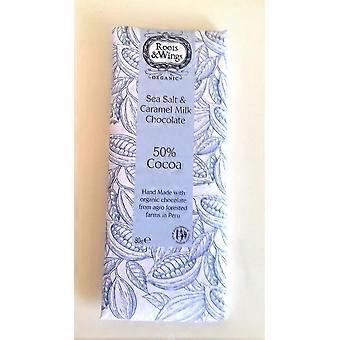 Roots
&Wings
ORGANIC
Sea Salt &
Caramel Milk
Chocolate
50%
Cocoa
Hand Made with
organic chocolate
from agro forested
farms in Peru
80g e